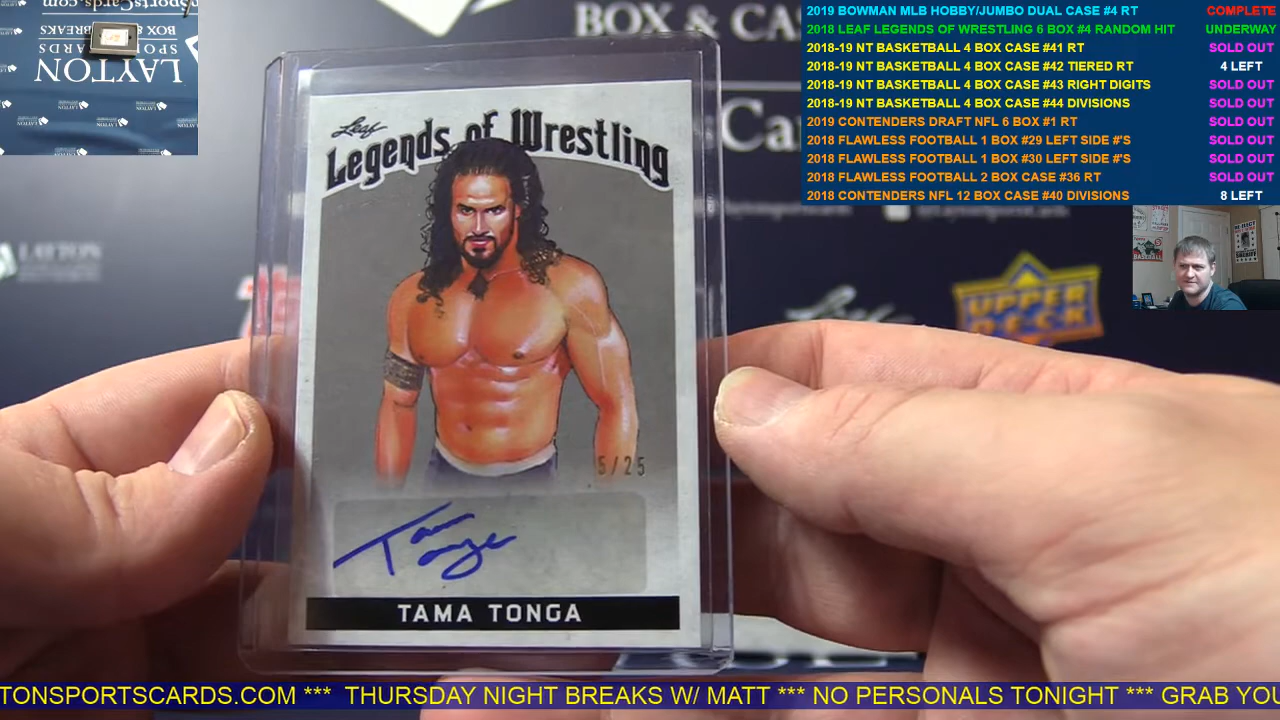 2019 BOWMAN MLB HOBBY/JUMBO DUAL CASE #4 RT COMPLETE
2018 LEAF LEGENDS OF WRESTLING 6 BOX #4 RANDOM HIT UNDERWAY
2018-19 NT BASKETBALL 4 BOX CASE #41 RT SOLD OUT
2018-19 NT BASKETBALL 4 BOX CASE #42 TIERED RT 4 LEFT
2018-19 NT BASKETBALL 4 BOX CASE #43 RIGHT DIGITS SOLD OUT
2018-19 NT BASKETBALL 4 BOX CASE #44 DIVISIONS SOLD OUT
2019 CONTENDERS DRAFT NFL 6 BOX #1 RT SOLD OUT
2018 FLAWLESS FOOTBALL 1 BOX #29 LEFT SIDE #'S SOLD OUT
2018 FLAWLESS FOOTBALL 1 BOX #30 LEFT SIDE #'S SOLD OUT
2018 FLAWLESS FOOTBALL 2 BOX CASE #36 RT SOLD OUT
2018 CONTENDERS NFL 12 BOX CASE #40 DIVISIONS 8 LEFT
LAYTON
BOX & CA
Ca
Leaf
Legends of Wrestling
5/25
Tama
Tonga
TAMA TONGA
UPPER
DECK
LAYTON
TONSPORTSCARDS.COM *** THURSDAY NIGHT BREAKS W/ MATT *** NO PERSONALS TONIGHT *** GRAB YOU